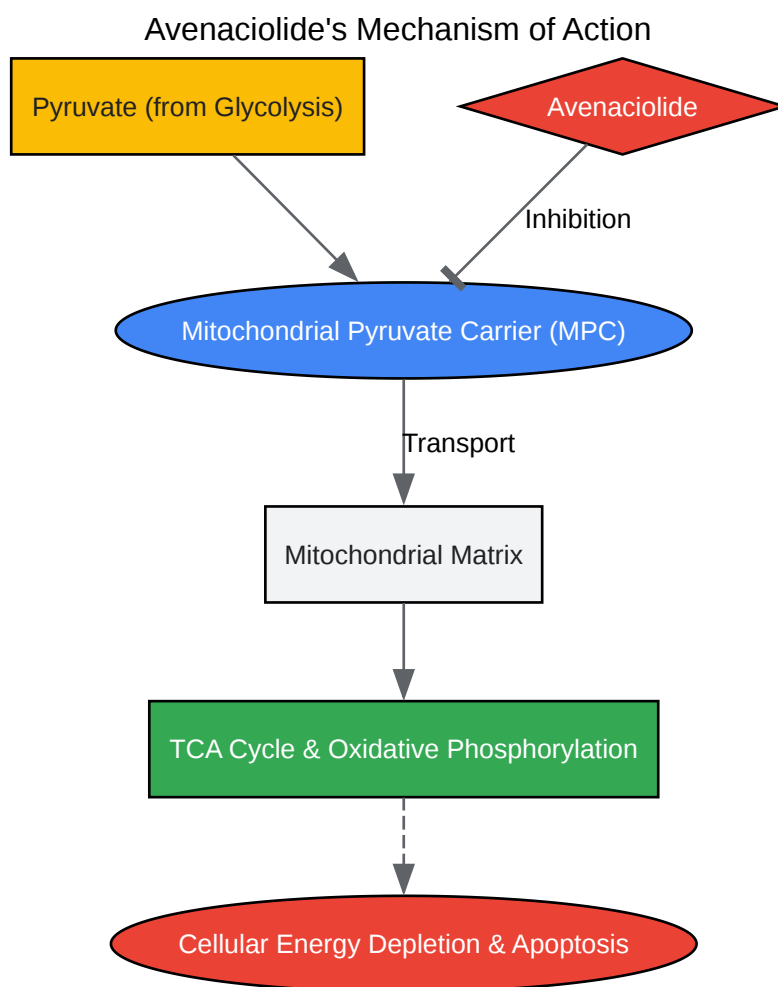 Avenaciolide's Mechanism of Action
Pyruvate (from Glycolysis)
Avenaciolide
Inhibition
Mitochondrial Pyruvate Carrier (MPC)
Transport
Mitochondrial Matrix
TCA Cycle & Oxidative Phosphorylation
Cellular Energy Depletion & Apoptosis